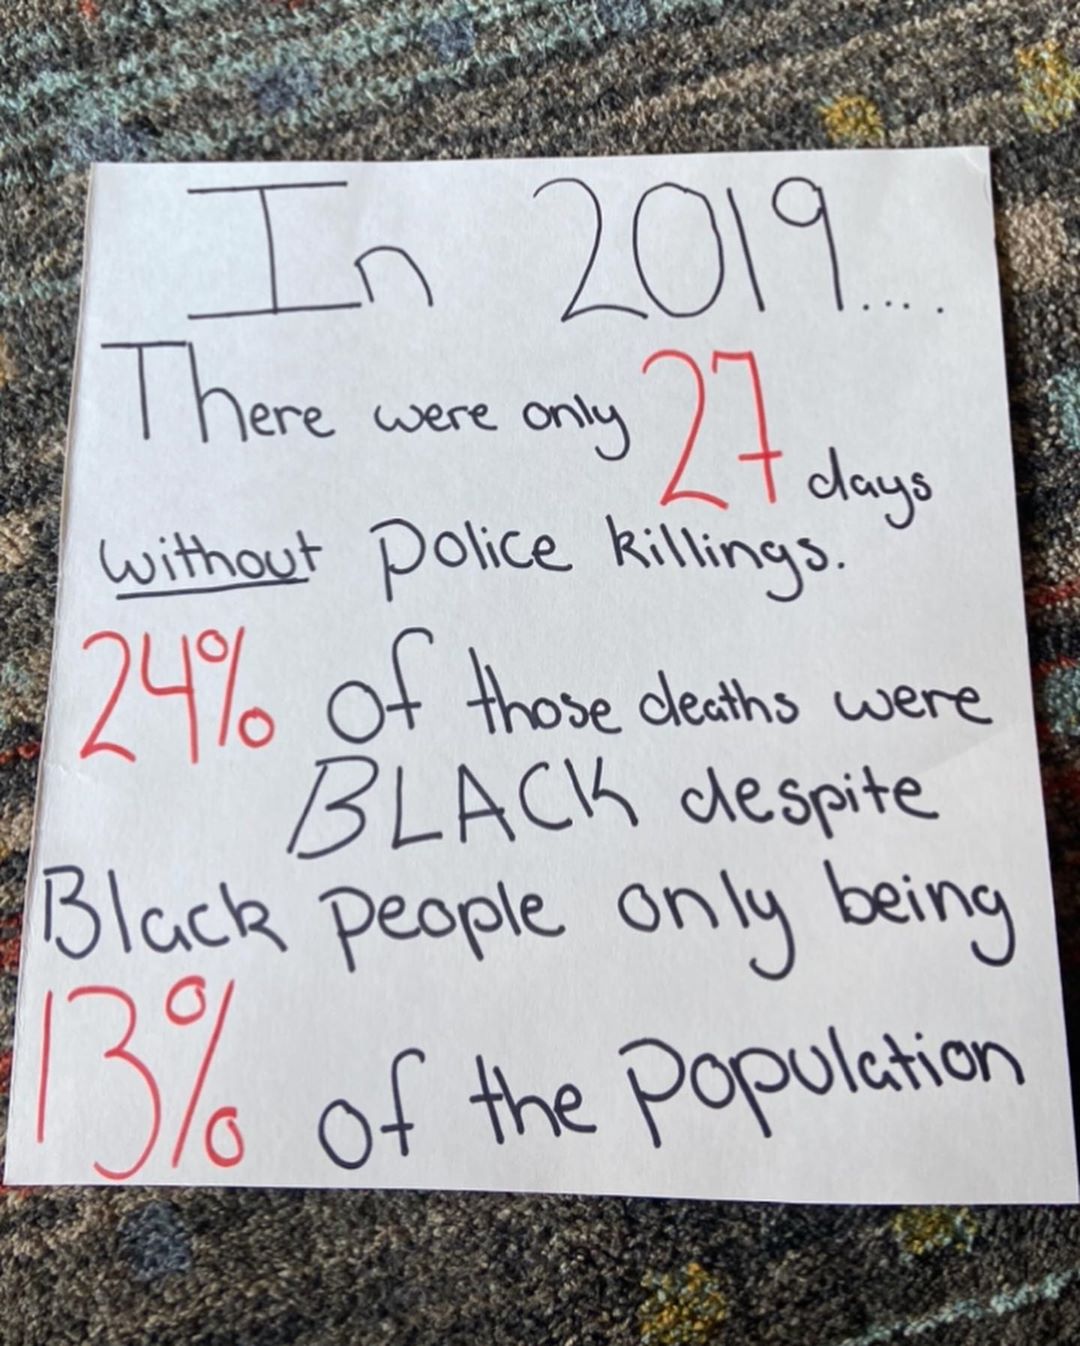 In 2019....
There were only 27 days
without police killings.
24% of those deaths were
BLACK despite
Black people only being
13% of the population